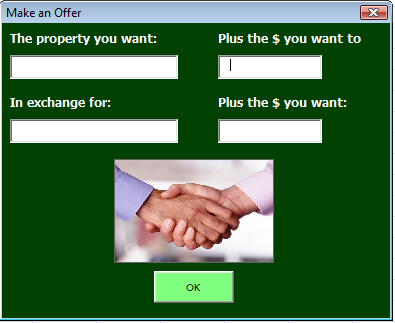 Make an Offer
The property you want:
Plus the $ you want to
In exchange for:
Plus the $ you want:
OK